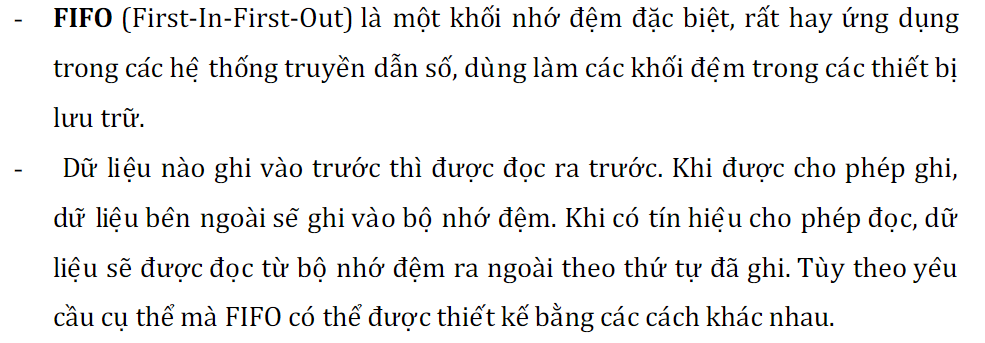 - FIFO (First-In-First-Out) là một khối nhớ đệm đặc biệt, rất hay ứng dụng
trong các hệ thống truyền dẫn số, dùng làm các khối đệm trong các thiết bị
lưu trữ.
- Dữ liệu nào ghi vào trước thì được đọc ra trước. Khi được cho phép ghi,
dữ liệu bên ngoài sẽ ghi vào bộ nhớ đệm. Khi có tín hiệu cho phép đọc, dữ
liệu sẽ được đọc từ bộ nhớ đệm ra ngoài theo thứ tự đã ghi. Tùy theo yêu
cầu cụ thể mà FIFO có thể được thiết kế bằng các cách khác nhau.